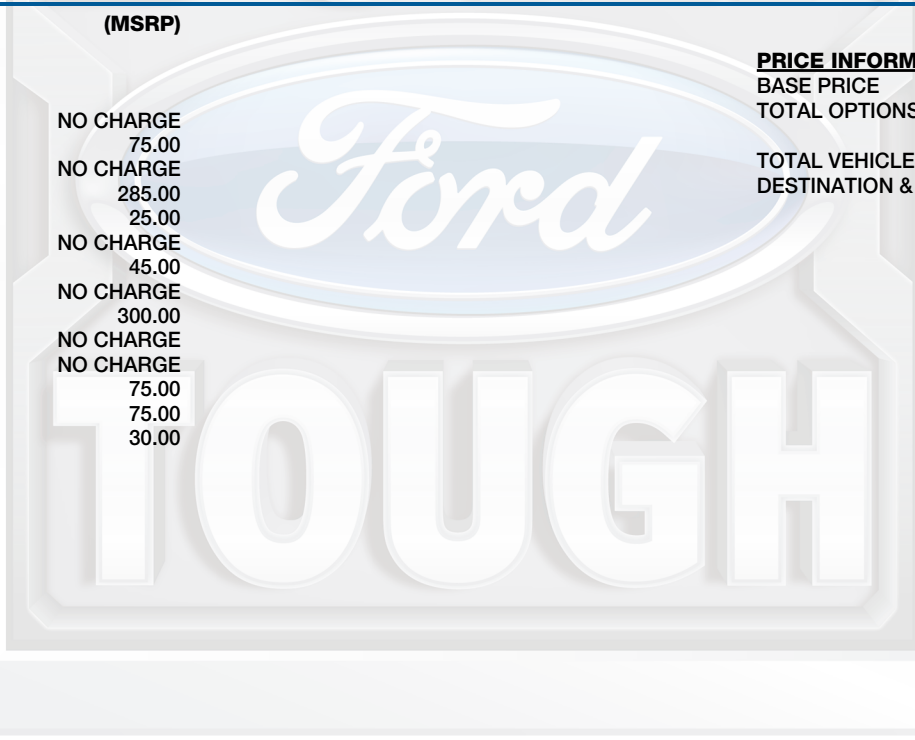 (MSRP)
NO CHARGE
75.00
NO CHARGE
285.00
25.00
NO CHARGE
45.00
NO CHARGE
300.00
NO CHARGE
NO CHARGE
75.00
75.00
30.00
PRICE INFORM
BASE PRICE
TOTAL OPTIONS
TOTAL VEHICLE
DESTINATION &
Ford
TOUGH